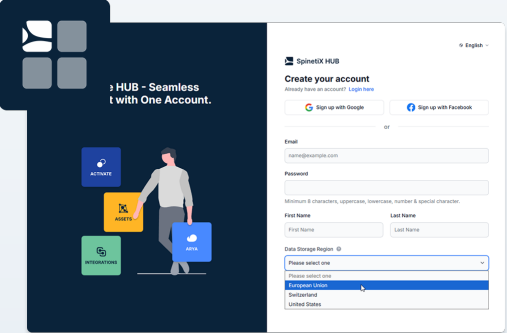 HUB - Seamless
t with One Account.
ACTIVATE
ASSETS
ARYA
INTEGRATIONS
English
SpinetiX HUB
Create your account
Already have an account? Login here
Sign up with Google
Sign up with Facebook
or
Email
name@example.com
Password
Minimum 8 characters, uppercase, lowercase, number & special character.
First Name
Last Name
First Name
Last Name
Data Storage Region
Please select one
Please select one
European Union
Switzerland
United States